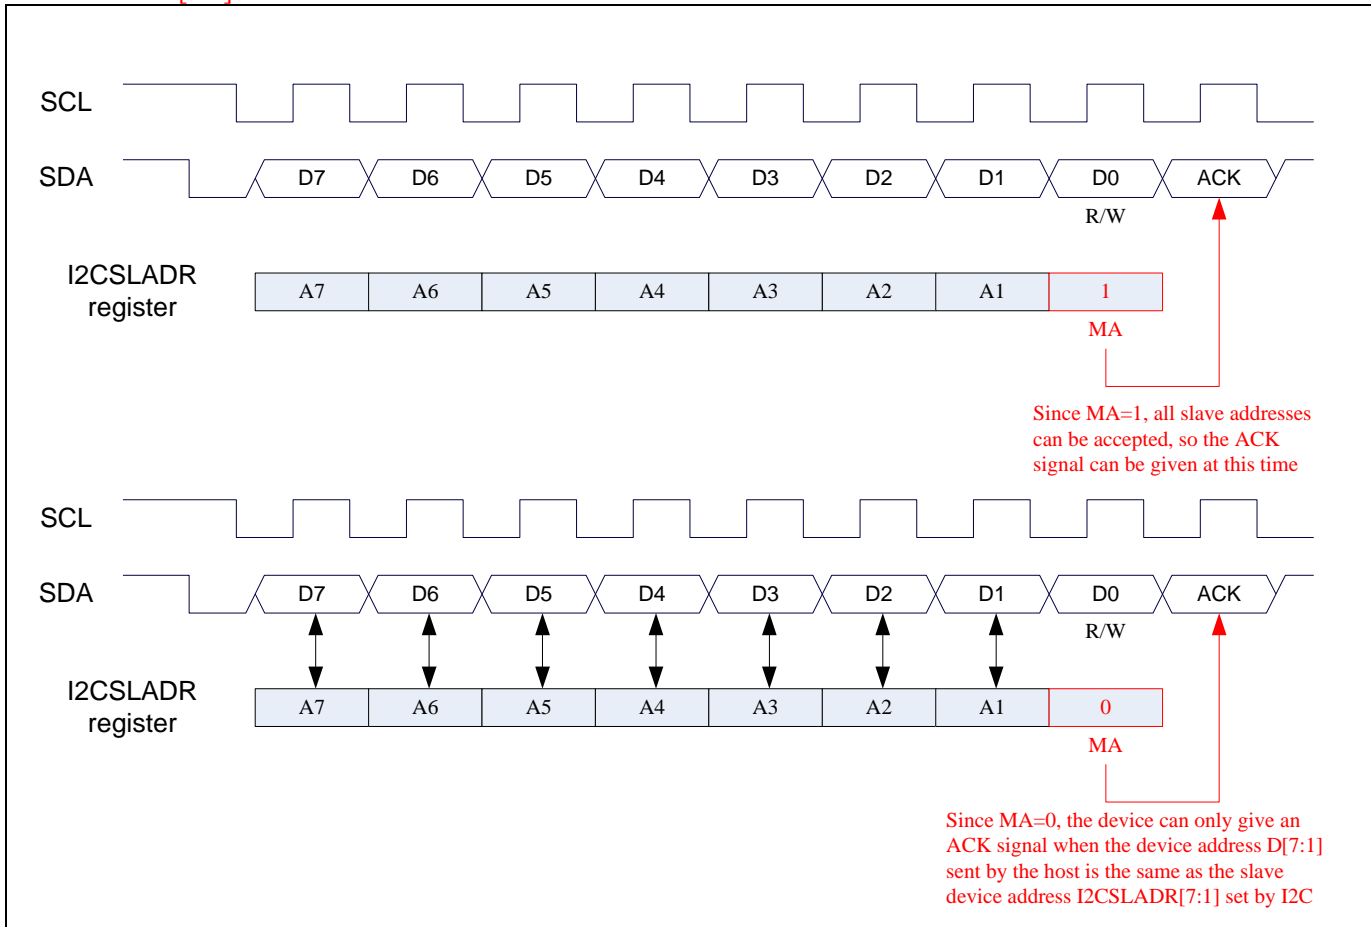 SCL
SDA D7 D6 D5 D4 D3 D2 D1 D0 ACK
R/W
I2CSLADR
register
A7 A6 A5 A4 A3 A2 A1 1
MA
Since MA=1, all slave addresses
can be accepted, so the ACK
signal can be given at this time
SCL
SDA D7 D6 D5 D4 D3 D2 D1 D0 ACK
R/W
I2CSLADR
register
A7 A6 A5 A4 A3 A2 A1 0
MA
Since MA=0, the device can only give an
ACK signal when the device address D[7:1]
sent by the host is the same as the slave
device address I2CSLADR[7:1] set by I2C